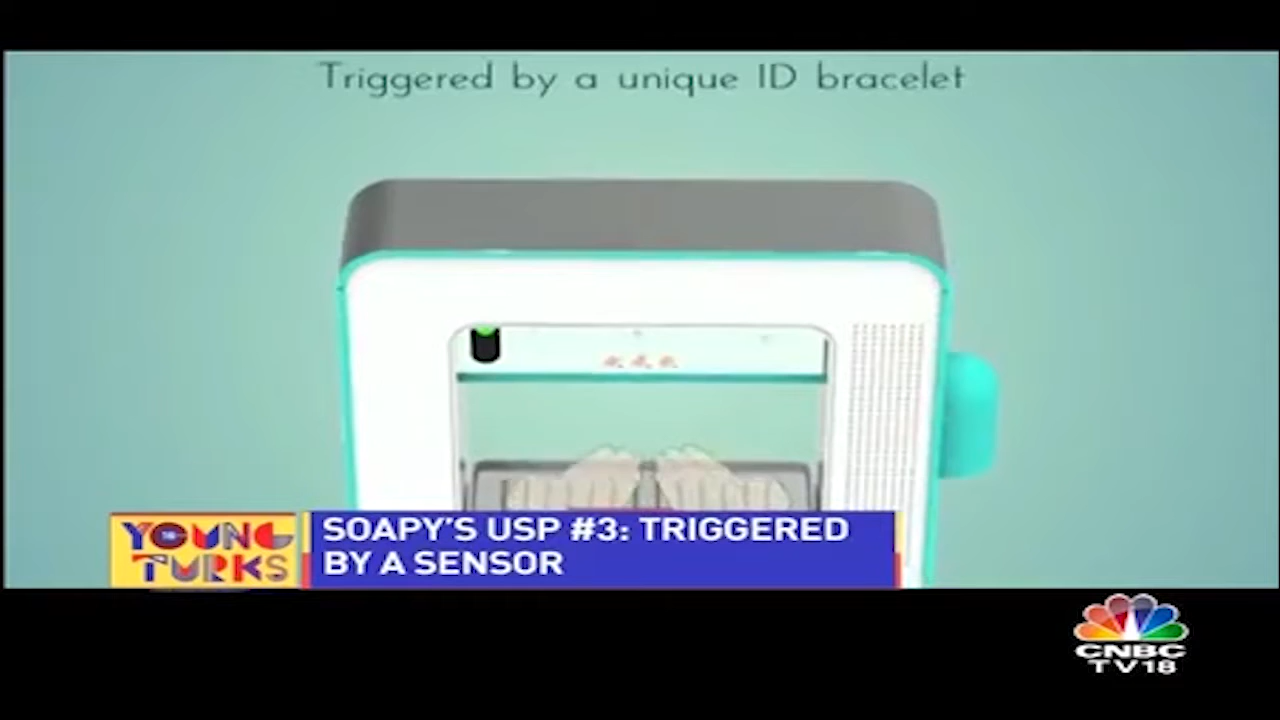 Triggered by a unique ID bracelet
YOUNG
TURKS
SOAPY'S USP #3: TRIGGERED
BY A SENSOR
CNBC
TV18